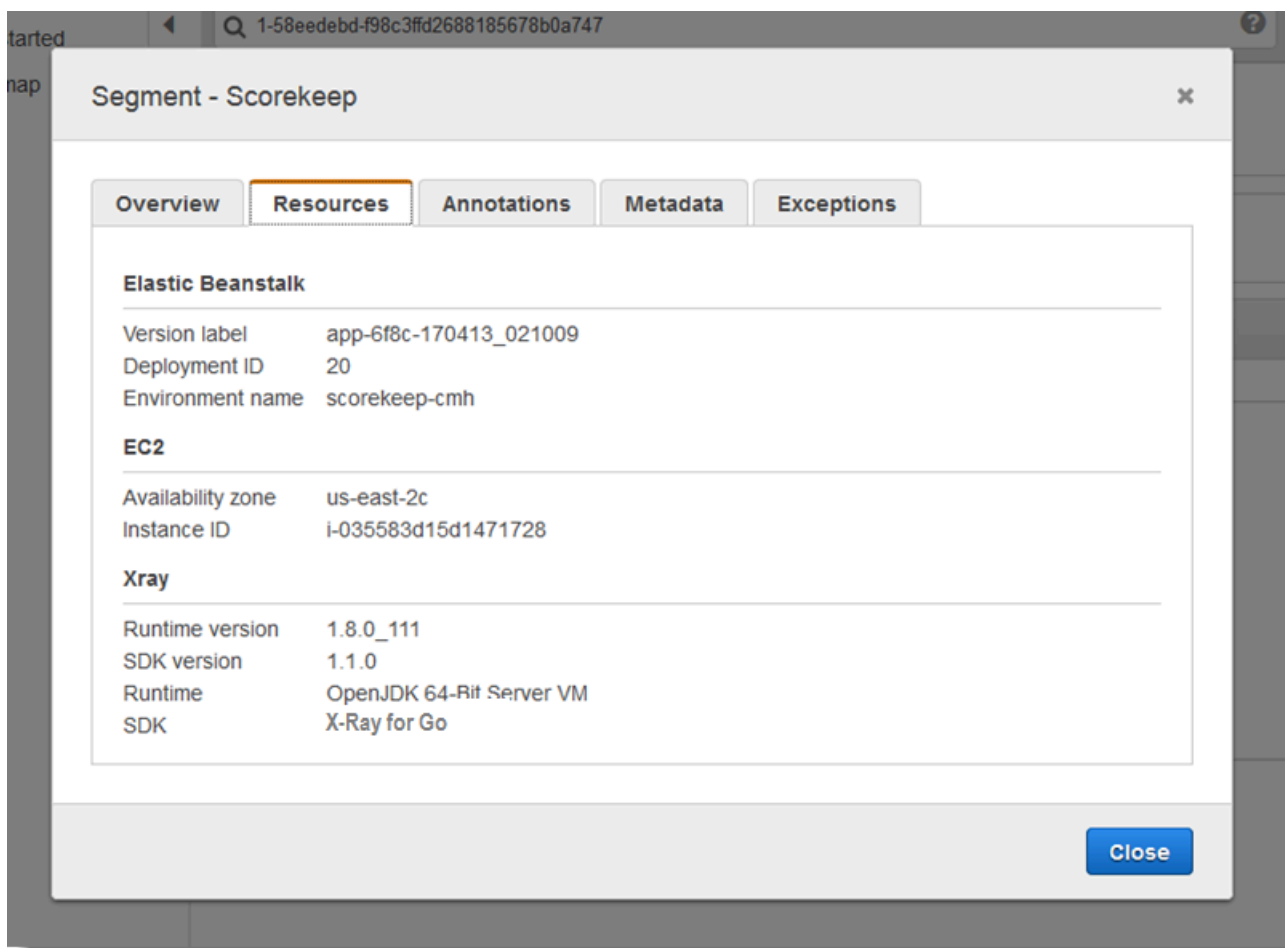 tarted
1-58eedebd-f98c3ffd2688185678b0a747
map
Segment - Scorekeep
Overview Resources Annotations Metadata Exceptions
Elastic Beanstalk
Version label app-6f8c-170413_021009
Deployment ID 20
Environment name scorekeep-cmh
EC2
Availability zone us-east-2c
Instance ID i-035583d15d1471728
Xray
Runtime version 1.8.0_111
SDK version 1.1.0
Runtime OpenJDK 64-Bit Server VM
SDK X-Ray for Go
Close